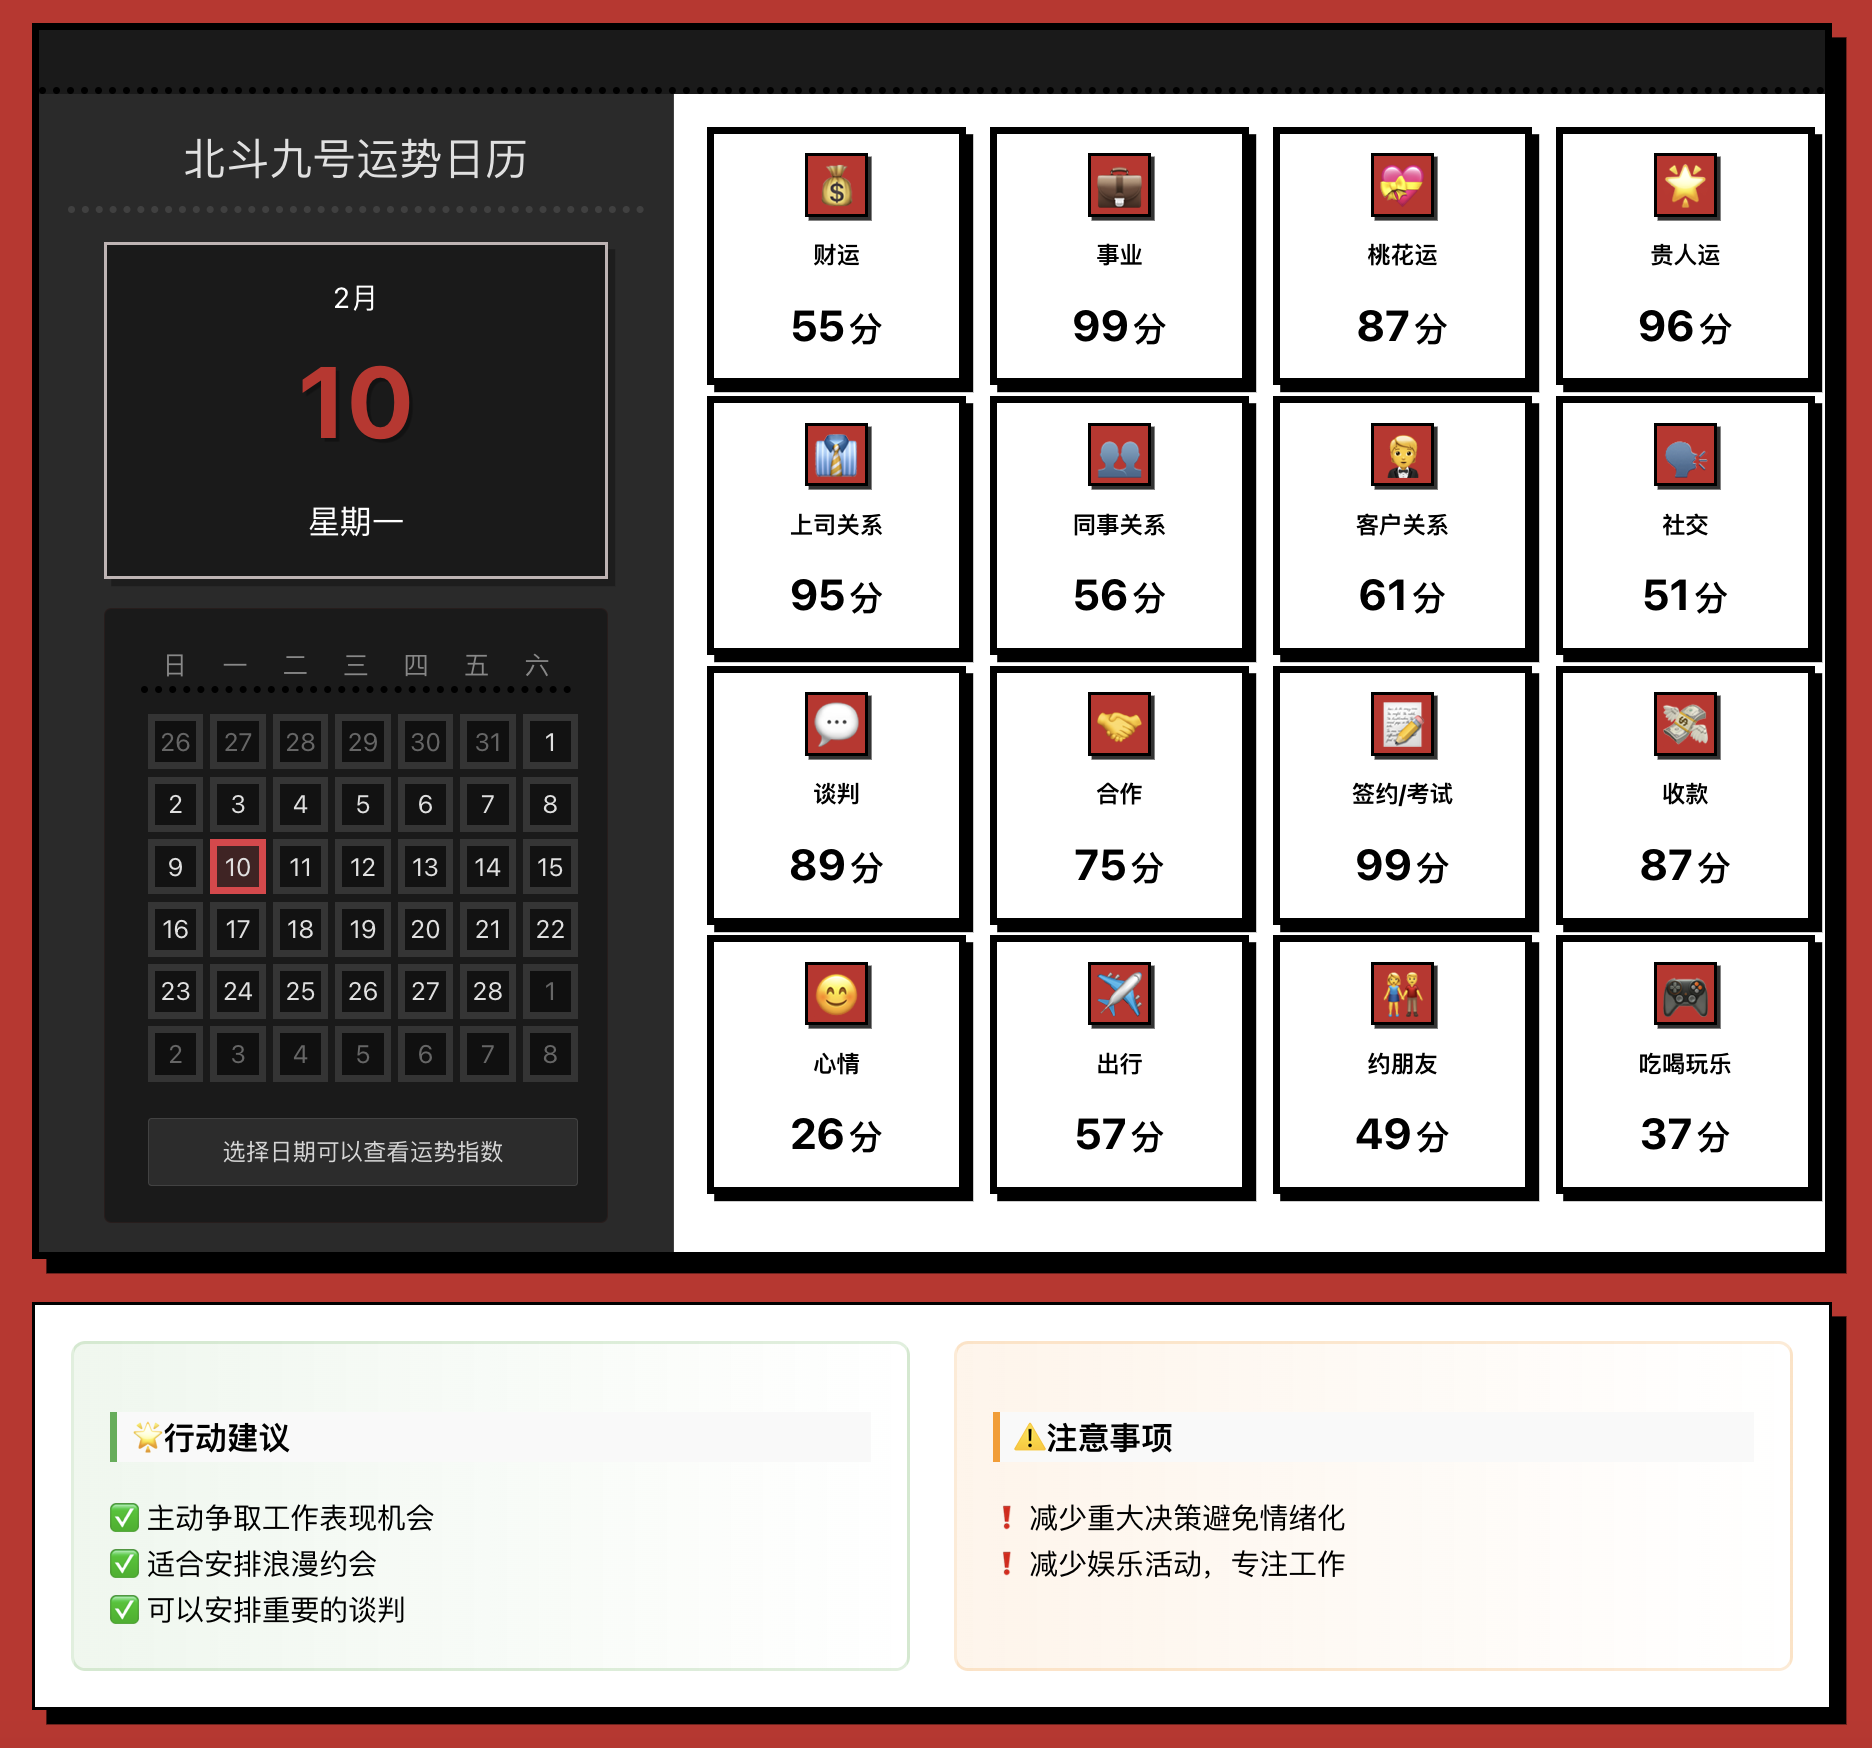 北斗九号运势日历
2月
10
星期一
日 一 二 三 四 五 六
26 27 28 29 30 31 1
2 3 4 5 6 7 8
9 10 11 12 13 14 15
16 17 18 19 20 21 22
23 24 25 26 27 28 1
2 3 4 5 6 7 8
选择日期可以查看运势指数
财运 事业 桃花运 贵人运
55分 99分 87分 96分
上司关系 同事关系 客户关系 社交
95分 56分 61分 51分
谈判 合作 签约/考试 收款
89分 75分 99分 87分
心情 出行 约朋友 吃喝玩乐
26分 57分 49分 37分
🌟行动建议
✅ 主动争取工作表现机会
✅ 适合安排浪漫约会
✅ 可以安排重要的谈判
⚠️注意事项
❗ 减少重大决策避免情绪化
❗ 减少娱乐活动，专注工作